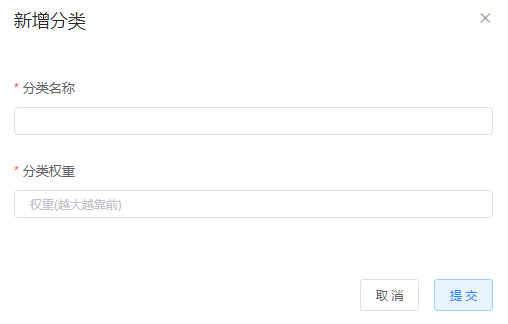 新增分类
* 分类名称
* 分类权重
权重(越大越靠前)
取 消 提 交